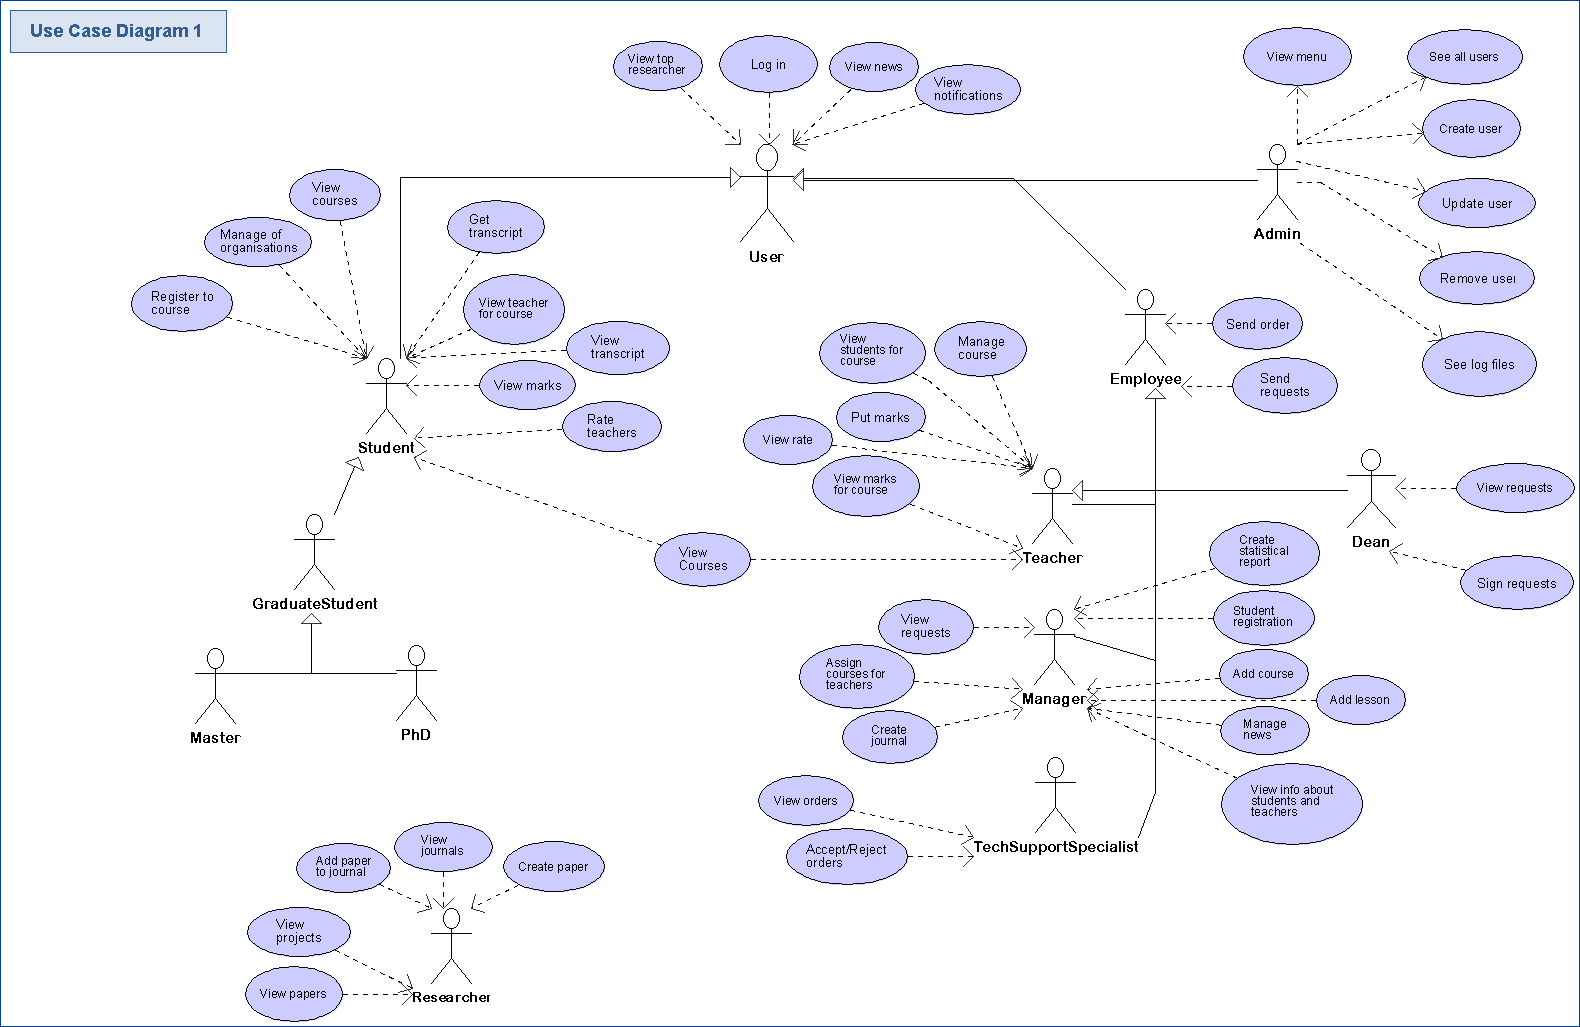 Use Case Diagram 1
View top
researcher
Log in
View news
View
notifications
View menu
See all users
Create user
Update user
Remove user
See log files
Admin
User
View
courses
Manage of
organisations
Register to
course
Get
transcript
View teacher
for course
View
transcript
View marks
Rate
teachers
Student
View
students for
course
Manage
course
Put marks
View rate
View marks
for course
Send order
Employee
Send
requests
View requests
Dean
Sign requests
Teacher
View
Courses
GraduateStudent
Master
PhD
Create
statistical
report
Student
registration
View
requests
Assign
courses for
teachers
Create
journal
Manager
Add course
Add lesson
Manage
news
View info about
students and
teachers
View orders
Accept/Reject
orders
TechSupportSpecialist
View
journals
Add paper
to journal
Create paper
View
projects
View papers
Researcher